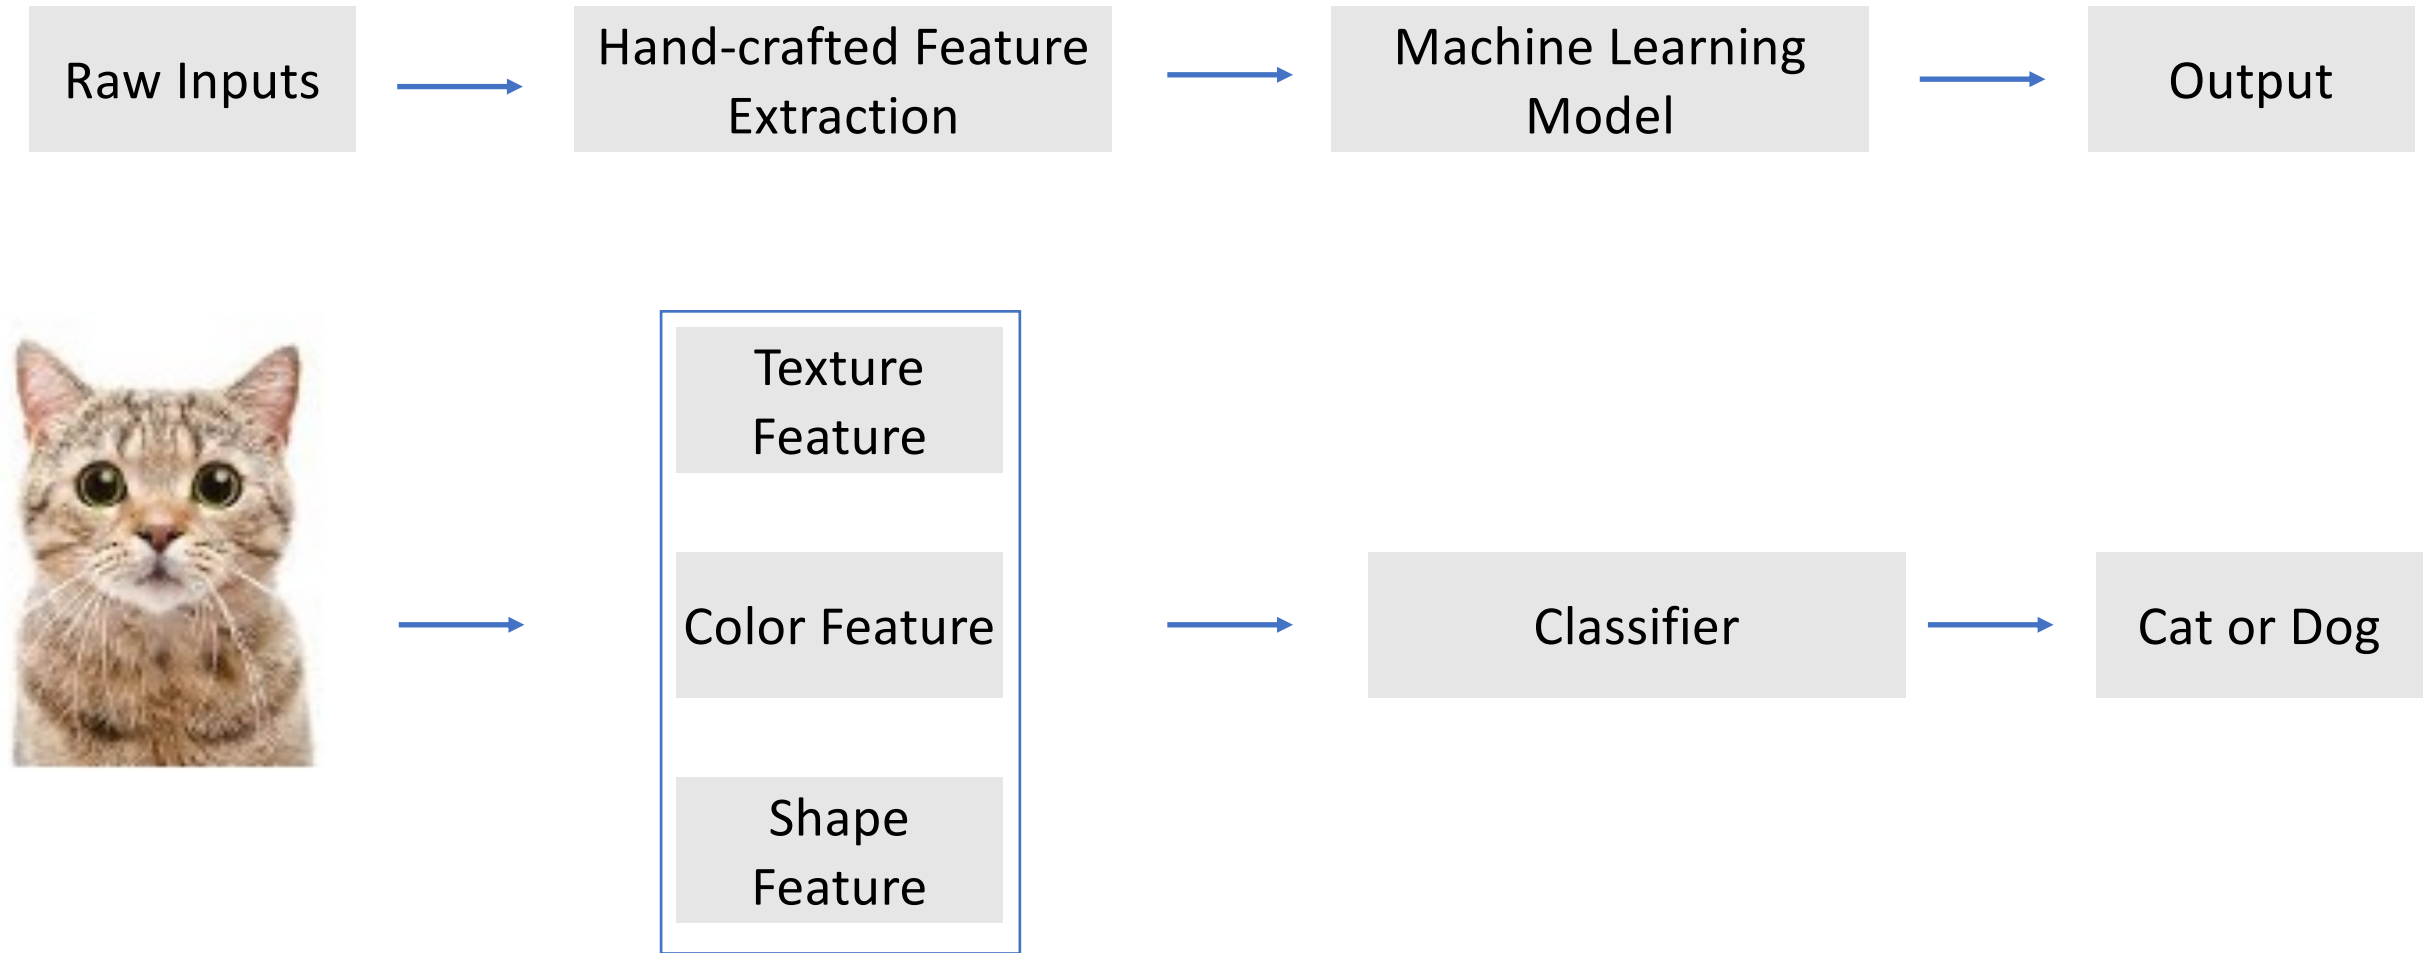 Raw Inputs
Hand-crafted Feature
Extraction
Machine Learning
Model
Output
Texture
Feature
Color Feature
Shape
Feature
Classifier
Cat or Dog